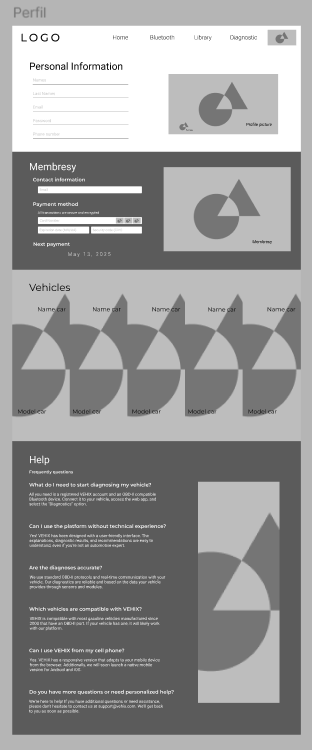 Perfil
LOGO
Home
Bluetooth
Library
Diagnostic
Personal Information
Name
Last Name
Email
Password
Phone number
Profile picture
Membresy
Contact information
Email
Payment method
Next payment
May 12, 2025
Membresy
Vehicles
Name car
Name car
Name car
Name car
Name car
Model car
Model car
Model car
Model car
Model car
Help
Frequently questions
What do I need to start diagnosing my vehicle?
All you need is a registered VEHIX account and an OBD-II compatible
Bluetooth device. Connect it to your vehicle, access the web app, and
select the "Diagnostics" option.
Can I use the platform without technical experience?
Yes! VEHIX has been designed with a user-friendly interface. The
explanations, diagnostic results, and recommendations are easy to
understand, even if you're not an automotive expert.
Are the diagnoses accurate?
We use standard OBD-II protocols and real-time communication with your
vehicle. Our diagnostics are reliable and based on the data your vehicle
provides through sensors and modules.
Which vehicles are compatible with VEHIX?
VEHIX is compatible with most gasoline vehicles manufactured since
2008 that have an OBD-II port. If your vehicle has one it will likely work
with our platform.
Can I use VEHIX from my cell phone?
Yes. VEHIX has a responsive version that adapts to your mobile device
from the browser. Additionally, we will soon launch a native mobile
version for Android and iOS.
Do you have more questions or need personalized help?
We're here to help! If you have additional questions or need assistance,
please don't hesitate to contact us at support@vehix.com. We'll get back
to you as soon as possible.